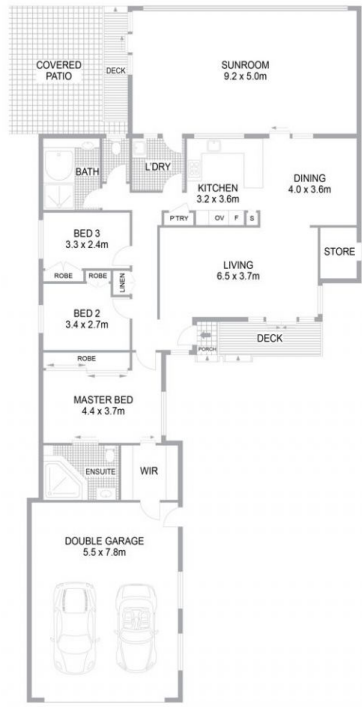 COVERED
PATIO
DECK
SUNROOM
9.2 x 5.0m
BATH
L'DRY
KITCHEN
3.2 x 3.6m
DINING
4.0 x 3.6m
P'TRY
OV
F
S
BED 3
3.3 x 2.4m
STORE
LIVING
6.5 x 3.7m
ROBE
ROBE
LINEN
BED 2
3.4 x 2.7m
DECK
PORCH
ROBE
MASTER BED
4.4 x 3.7m
ENSUITE
WIR
DOUBLE GARAGE
5.5 x 7.8m